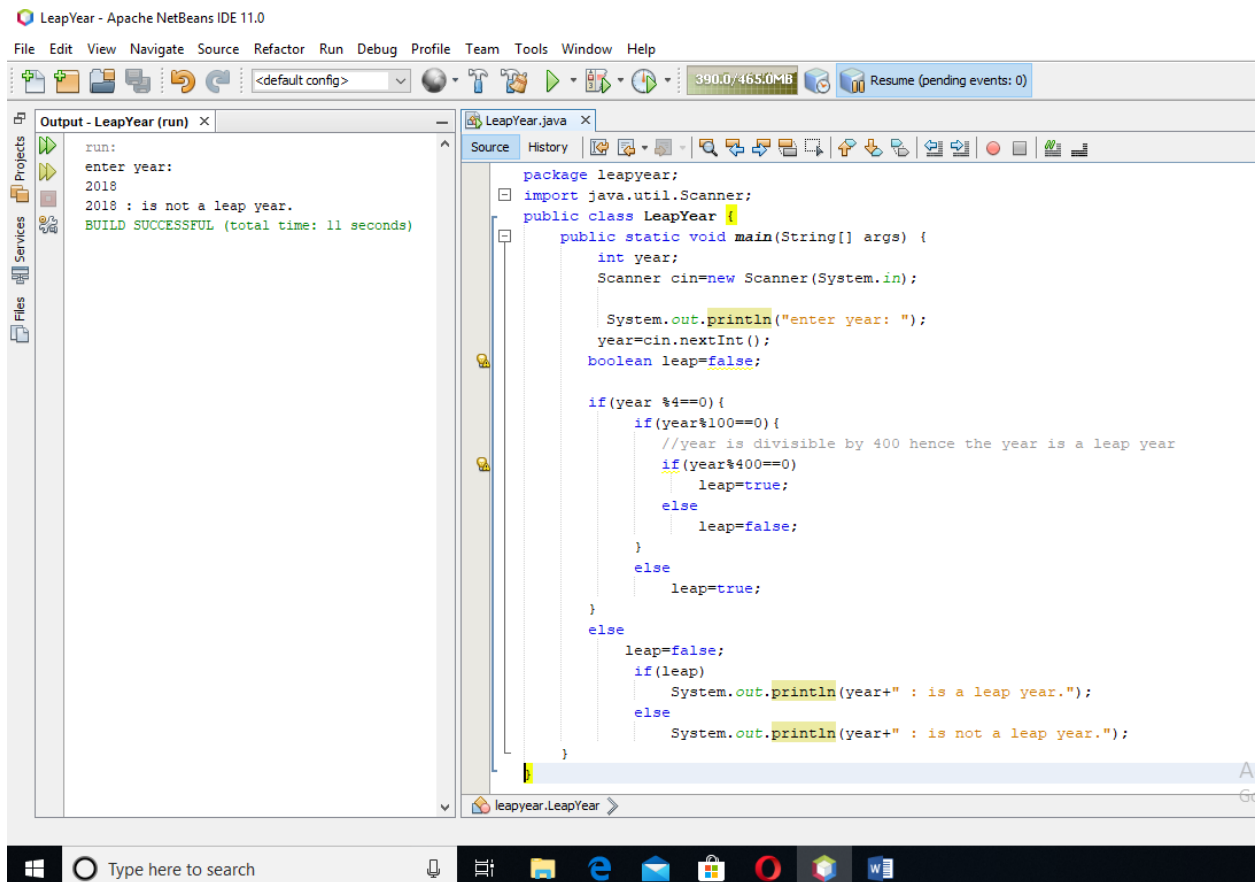 LeapYear - Apache NetBeans IDE 11.0
File Edit View Navigate Source Refactor Run Debug Profile Team Tools Window Help
<default config>
390.0/465.0MB
Resume (pending events: 0)
Projects
Services
Files
Output - LeapYear (run)
run:
enter year:
2018
2018 : is not a leap year.
BUILD SUCCESSFUL (total time: 11 seconds)
LeapYear.java
Source History
package leapyear;
import java.util.Scanner;
public class LeapYear {
    public static void main(String[] args) {
        int year;
        Scanner cin=new Scanner(System.in);
         System.out.println("enter year: ");
        year=cin.nextInt();
       boolean leap=false;
       if(year %4==0){
            if(year%100==0){
               //year is divisible by 400 hence the year is a leap year
               if(year%400==0)
                   leap=true;
               else
                   leap=false;
            }
            else
                leap=true;
       }
       else
           leap=false;
            if(leap)
                System.out.println(year+" : is a leap year.");
            else
                System.out.println(year+" : is not a leap year.");
    }
}
leapyear.LeapYear
Type here to search